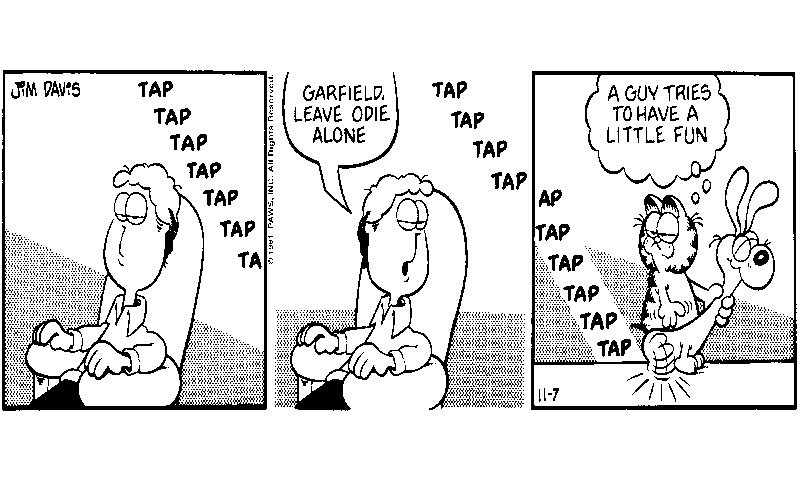 JIM DAVIS
TAP
TAP
TAP
TAP
TAP
TAP
TA
© 1981 PAWS, INC. All Rights Reserved.
GARFIELD,
LEAVE ODIE
ALONE
TAP
TAP
TAP
TAP
A GUY TRIES
TO HAVE A
LITTLE FUN
AP
TAP
TAP
TAP
TAP
TAP
11-7